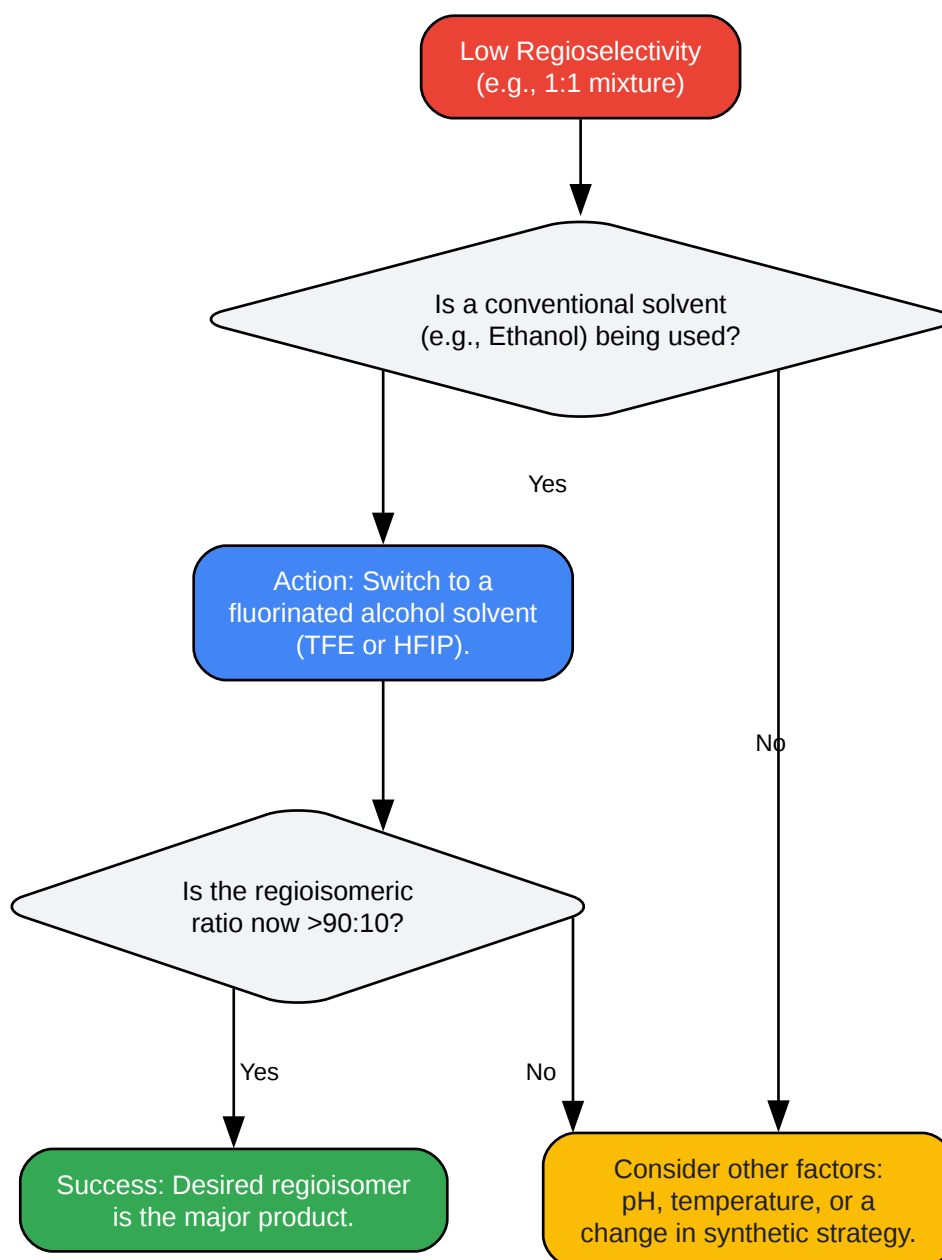 Low Regioselectivity
(e.g., 1:1 mixture)
Is a conventional solvent
(e.g., Ethanol) being used?
Yes
Action: Switch to a
fluorinated alcohol solvent
(TFE or HFIP).
No
Is the regioisomeric
ratio now >90:10?
Yes
No
Success: Desired regioisomer
is the major product.
Consider other factors:
pH, temperature, or a
change in synthetic strategy.